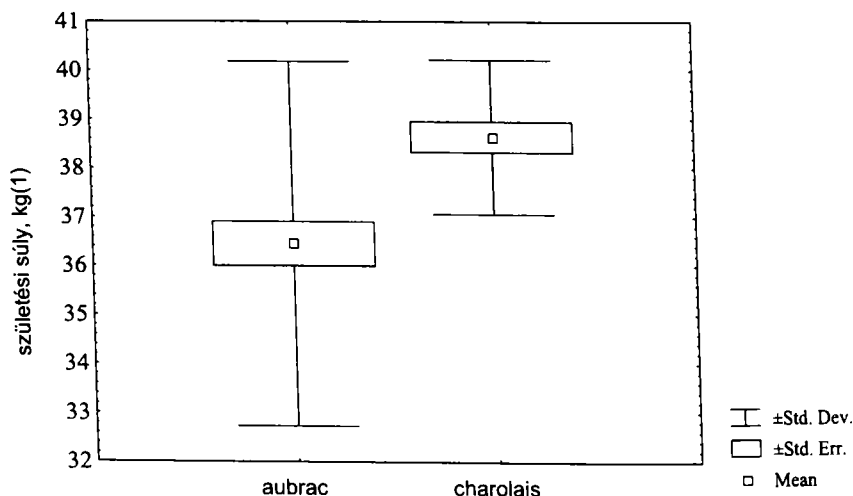 41
40
39
38
37
36
35
34
33
32
születési súly, kg(1)
aubrac
charolais
±Std. Dev.
±Std. Err.
Mean